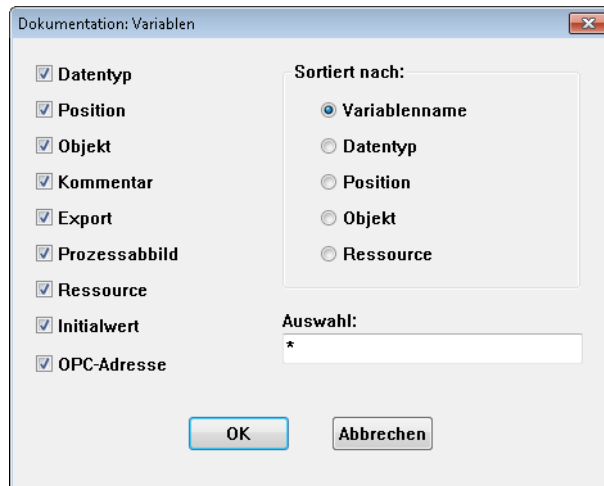 Dokumentation: Variablen
Datentyp
Position
Objekt
Kommentar
Export
Prozessabbild
Ressource
Initialwert
OPC-Adresse
Sortiert nach:
Variablenname
Datentyp
Position
Objekt
Ressource
Auswahl:
*
OK
Abbrechen